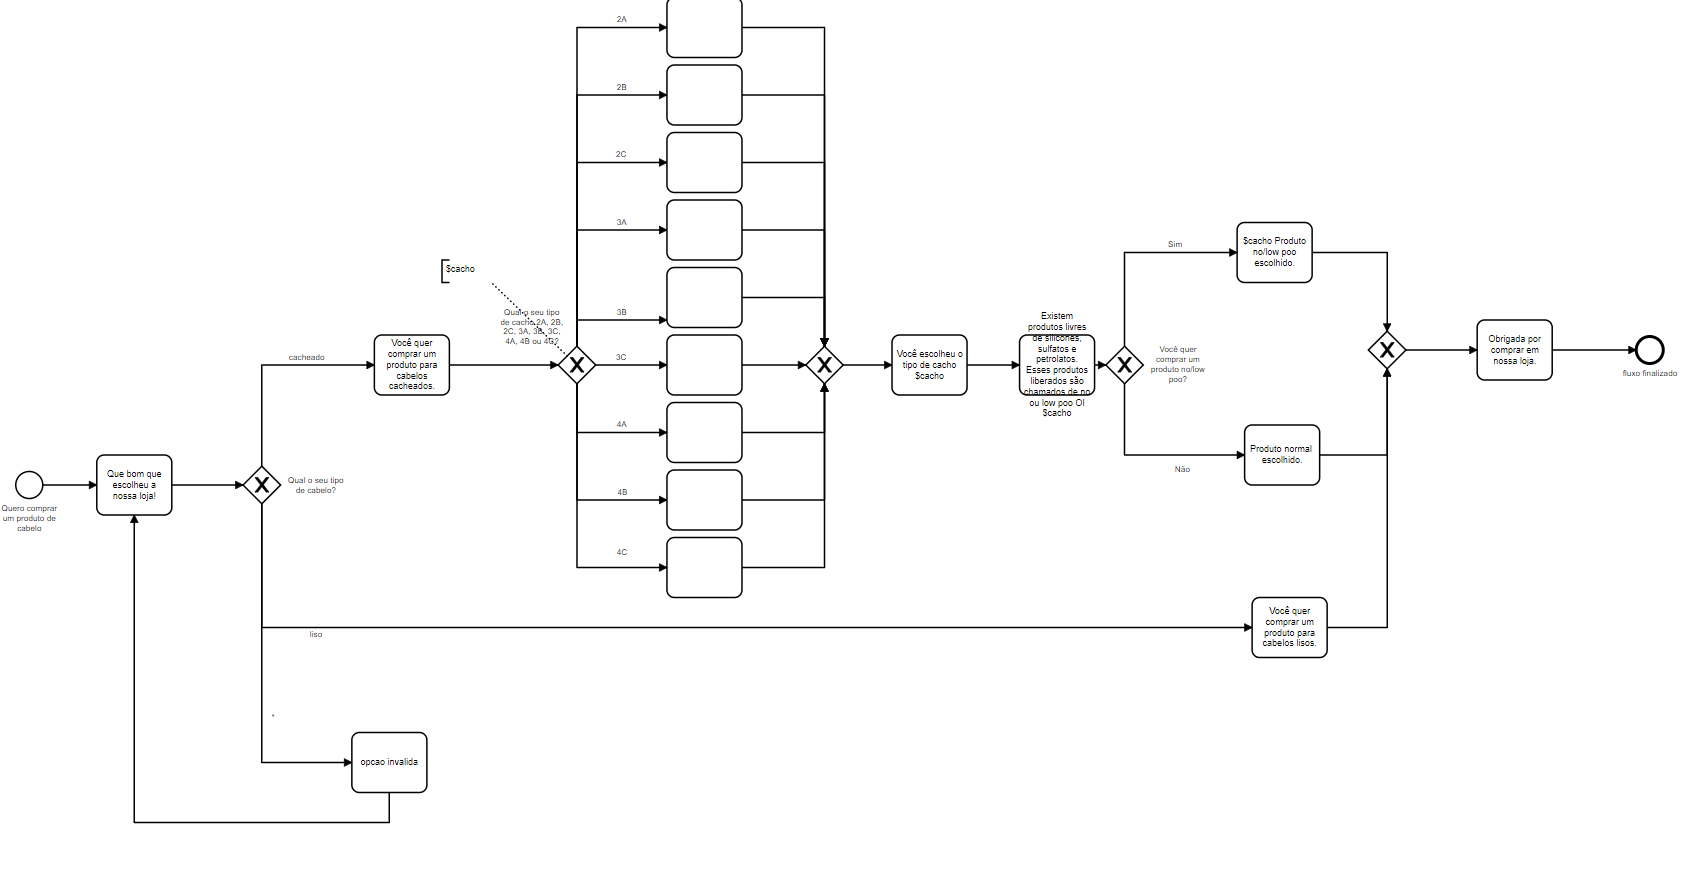 Quero comprar
um produto de
cabelo
Que bom que
escolheu a
nossa loja!
Qual o seu tipo
de cabelo?
cacheado
liso
*
opcao invalida
Você quer
comprar um
produto para
cabelos
cacheados.
$cacho
Qual o seu tipo
de cacho 2A, 2B,
2C, 3A, 3B, 3C,
4A, 4B ou 4C?
2A
2B
2C
3A
3B
3C
4A
4B
4C
Você escolheu o
tipo de cacho
$cacho
Existem
produtos livres
de silicones,
sulfatos e
petrolatos.
Esses produtos
liberados são
chamados de no
ou low poo OI
$cacho
Você quer
comprar um
produto no/low
poo?
Sim
$cacho Produto
no/low poo
escolhido.
Não
Produto normal
escolhido.
Você quer
comprar um
produto para
cabelos lisos.
Obrigada por
comprar em
nossa loja.
fluxo finalizado